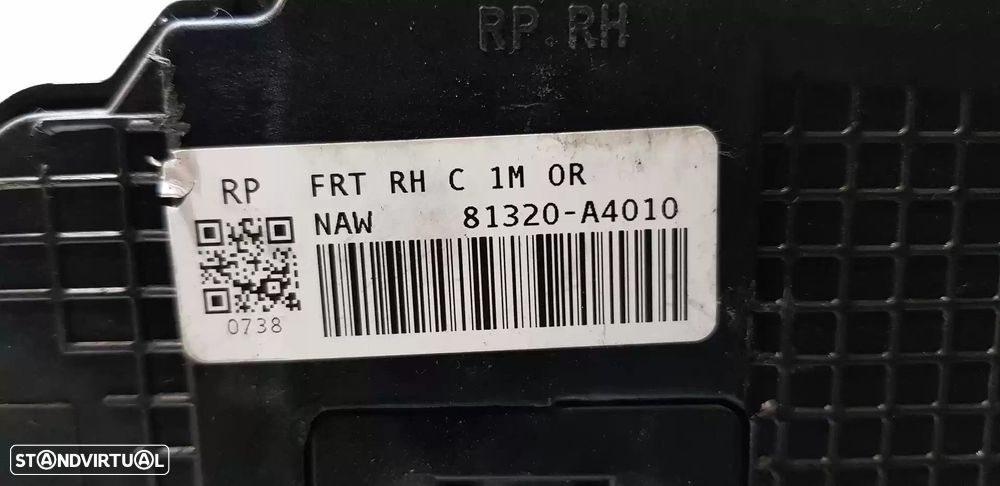 RP RH
RP FRT RH C 1M OR
NAW 81320-A4010
0738
STANDVIRTUAL